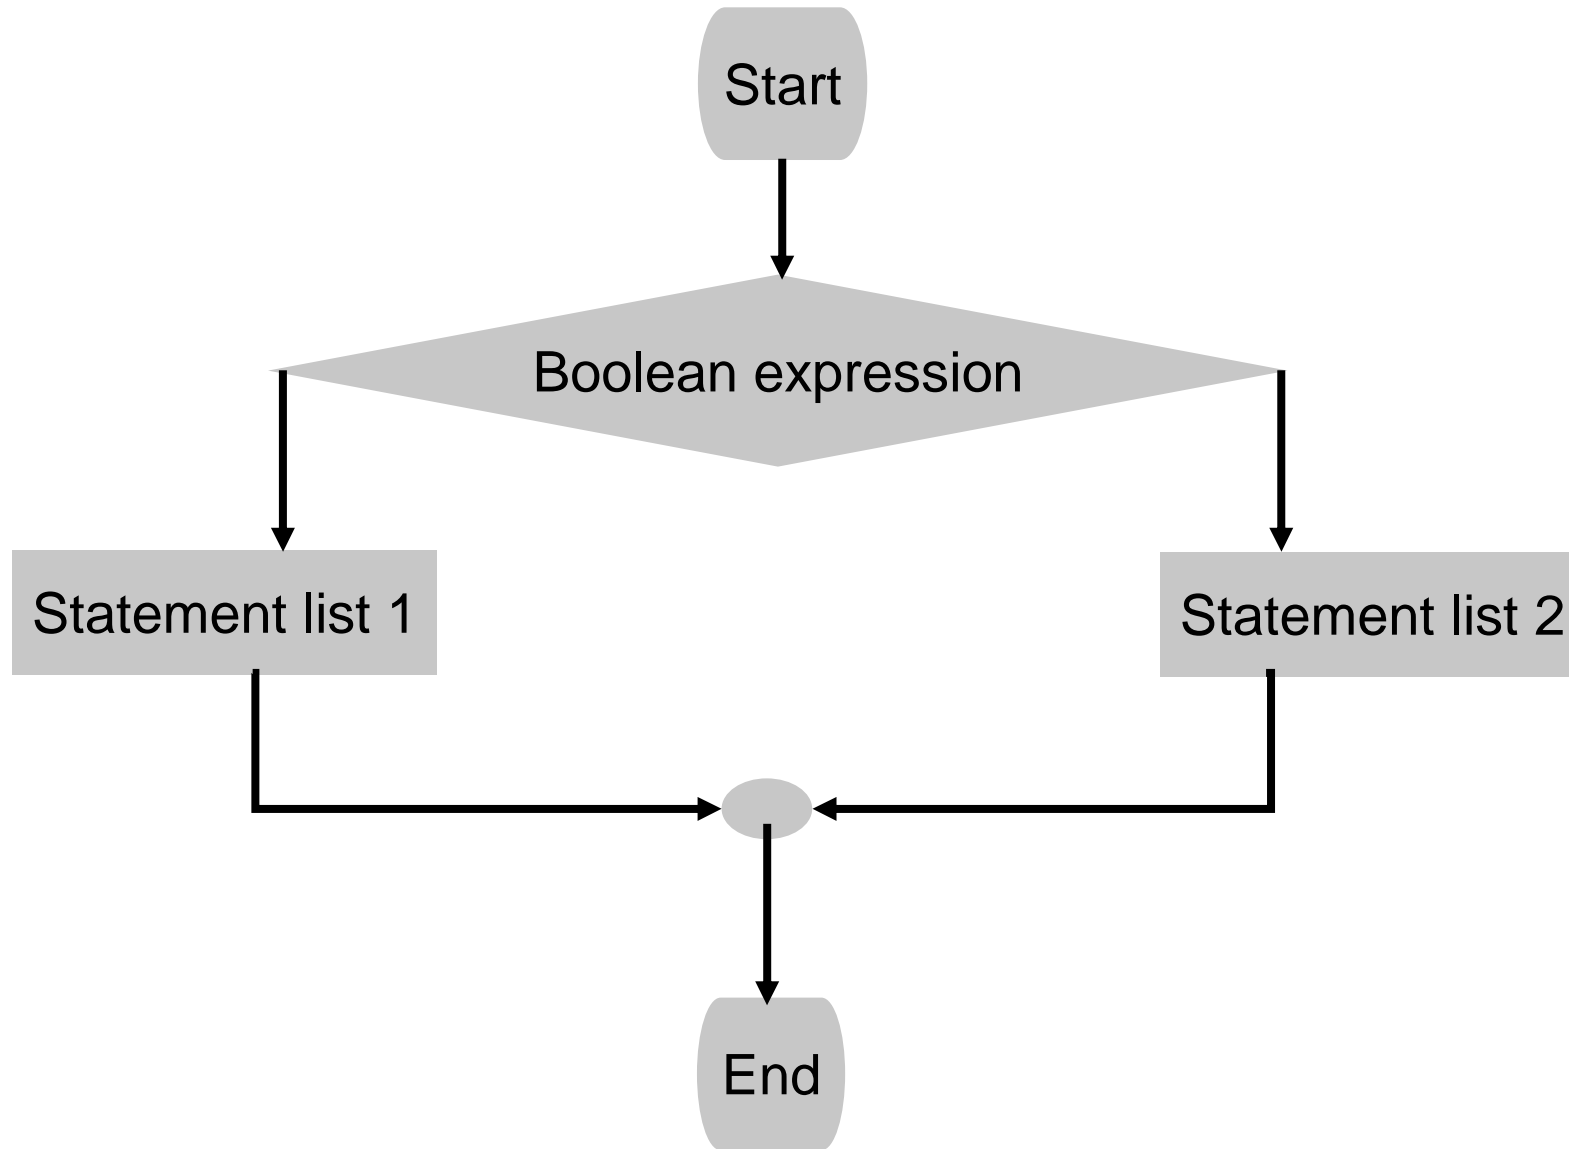 Start
Boolean expression
Statement list 1
Statement list 2
End